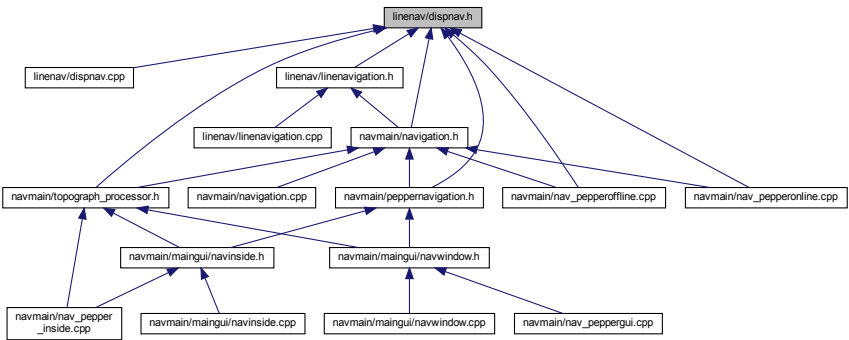 linenav/dispnav.h
linenav/dispnav.cpp
linenav/linenavigation.h
linenav/linenavigation.cpp
navmain/navigation.h
navmain/topograph_processor.h
navmain/navigation.cpp
navmain/peppernavigation.h
navmain/nav_pepperoffline.cpp
navmain/nav_pepperonline.cpp
navmain/maingui/navinside.h
navmain/maingui/navwindow.h
navmain/nav_pepper
_inside.cpp
navmain/maingui/navinside.cpp
navmain/maingui/navwindow.cpp
navmain/nav_peppergui.cpp